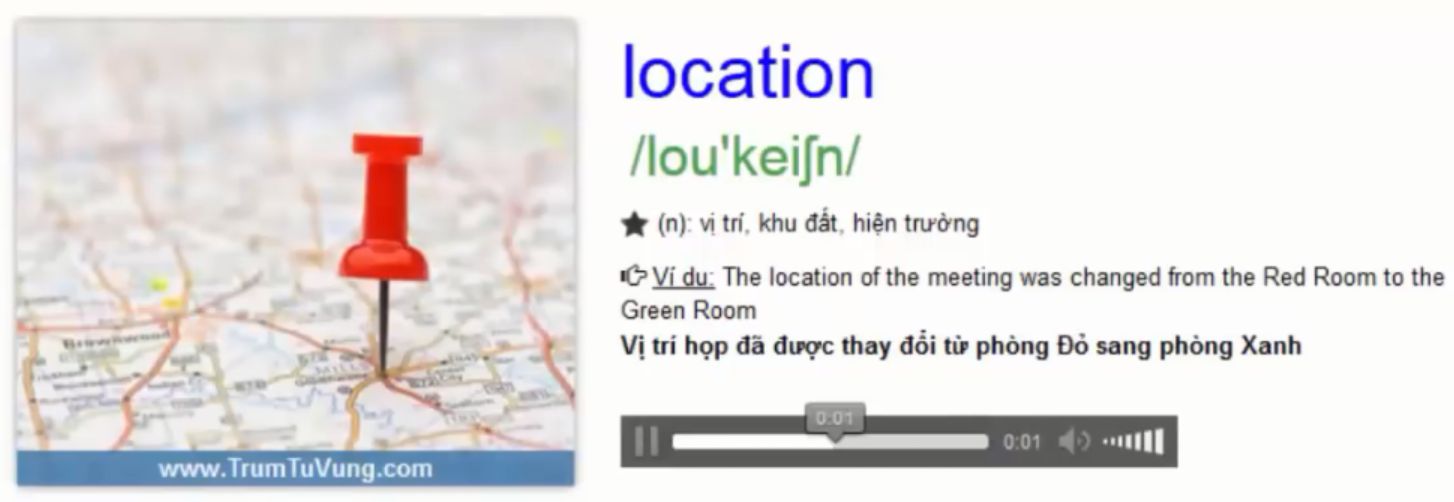 location
/lou'keiʃn/
★ (n): vị trí, khu đất, hiện trường
Ví du: The location of the meeting was changed from the Red Room to the
Green Room
Vị trí họp đã được thay đổi từ phòng Đỏ sang phòng Xanh
0:01
0:01
www.TrumTuVung.com